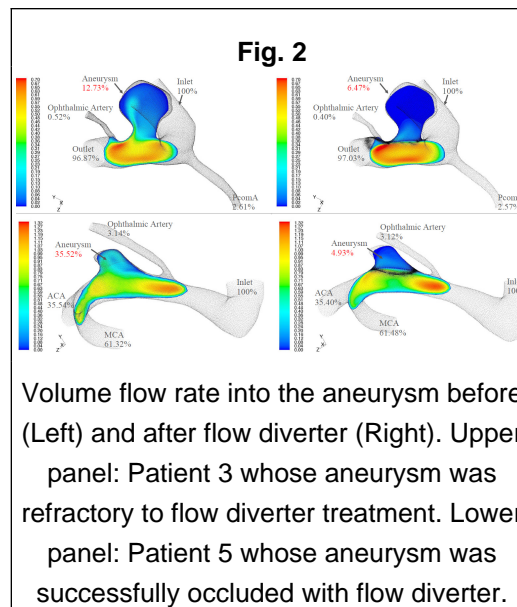 Fig. 2
Aneurysm
12.73%
Inlet
100%
Ophthalmic Artery
0.52%
Outlet
96.87%
PcomA
2.61%
Aneurysm
6.47%
Inlet
100%
Ophthalmic Artery
0.40%
Outlet
97.03%
PcomA
2.57%
Ophthalmic Artery
3.14%
Aneurysm
35.52%
Inlet
100%
ACA
35.54%
MCA
61.32%
Ophthalmic Artery
3.12%
Aneurysm
4.93%
Inlet
100
ACA
35.40%
MCA
61.48%
Volume flow rate into the aneurysm before
(Left) and after flow diverter (Right). Upper
panel: Patient 3 whose aneurysm was
refractory to flow diverter treatment. Lower
panel: Patient 5 whose aneurysm was
successfully occluded with flow diverter.